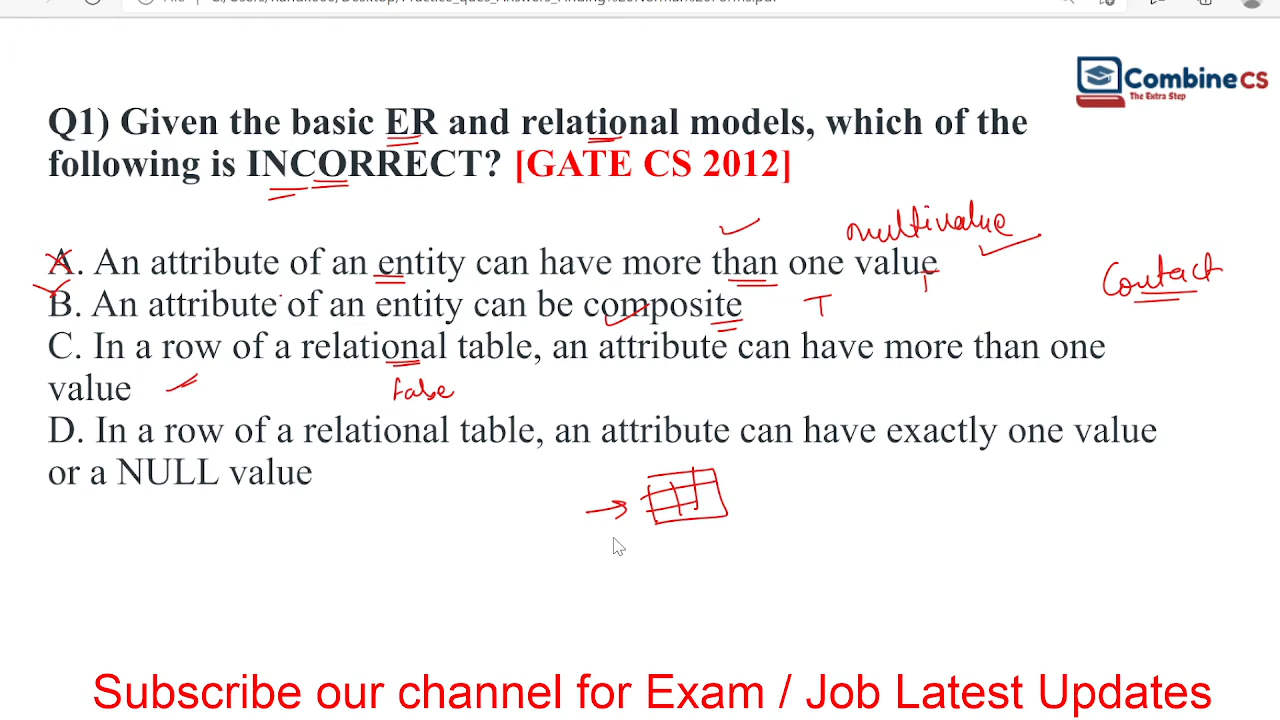 CombineCS
The Extra Step
Q1) Given the basic ER and relational models, which of the
following is INCORRECT? [GATE CS 2012]
multivalue
A. An attribute of an entity can have more than one value
T
Contact
B. An attribute of an entity can be composite
T
C. In a row of a relational table, an attribute can have more than one
value
false
D. In a row of a relational table, an attribute can have exactly one value
or a NULL value
Subscribe our channel for Exam / Job Latest Updates